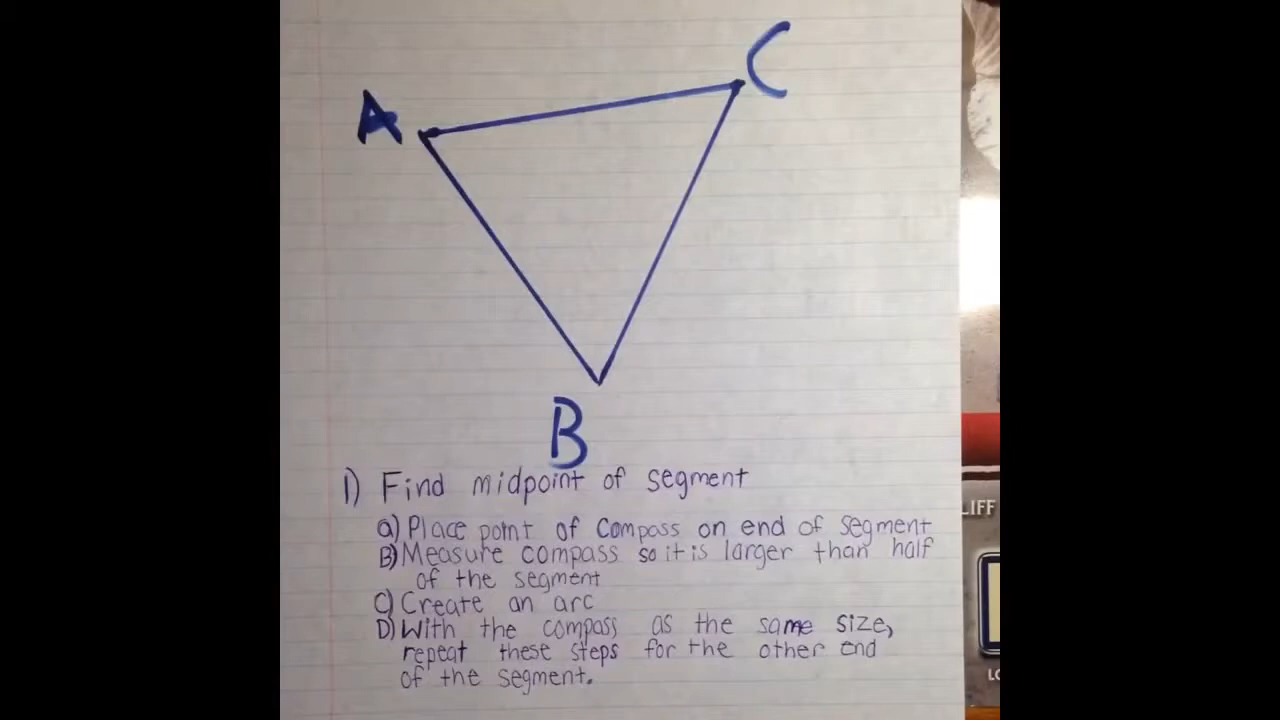 C
A
B
1) Find midpoint of segment
a) Place point of compass on end of segment
B) Measure compass so it is larger than half
of the segment
C) Create an arc
D) With the compass as the same size,
repeat these steps for the other end
of the segment.
LIFF